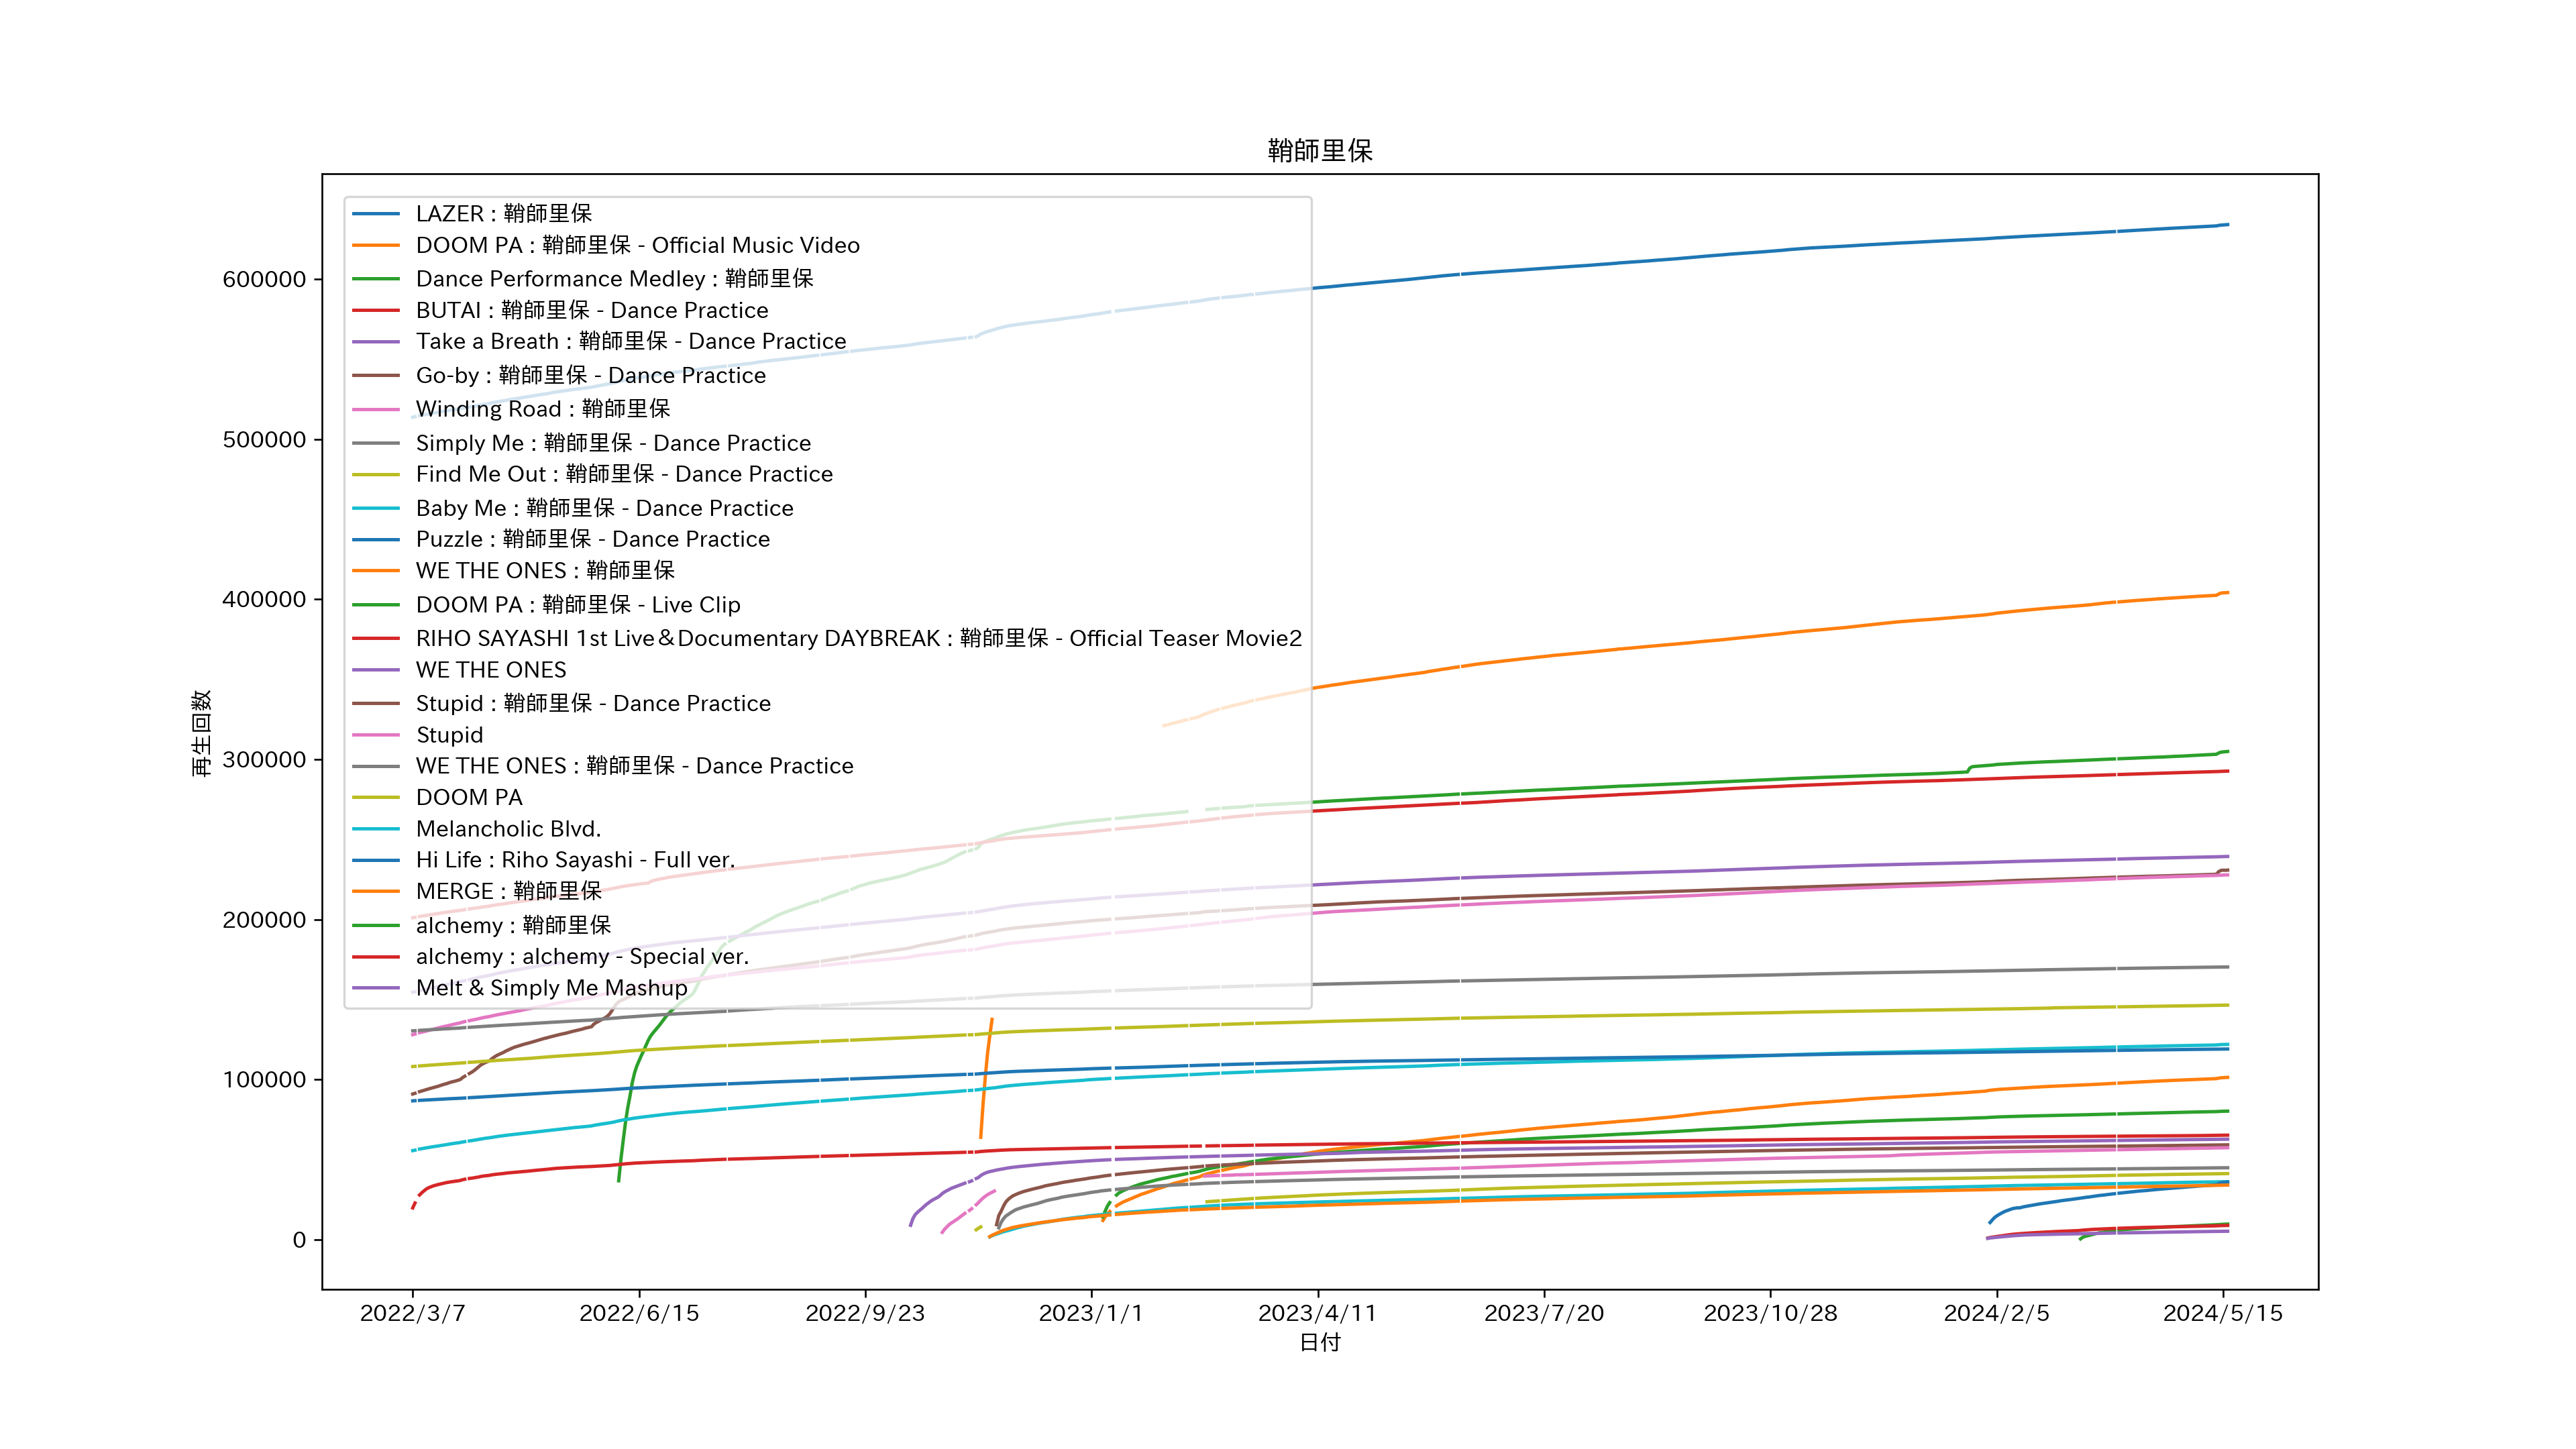 鞘師里保
LAZER : 鞘師里保
DOOM PA : 鞘師里保 - Official Music Video
Dance Performance Medley : 鞘師里保
BUTAI : 鞘師里保 - Dance Practice
Take a Breath : 鞘師里保 - Dance Practice
Go-by : 鞘師里保 - Dance Practice
Winding Road : 鞘師里保
Simply Me : 鞘師里保 - Dance Practice
Find Me Out : 鞘師里保 - Dance Practice
Baby Me : 鞘師里保 - Dance Practice
Puzzle : 鞘師里保 - Dance Practice
WE THE ONES : 鞘師里保
DOOM PA : 鞘師里保 - Live Clip
RIHO SAYASHI 1st Live＆Documentary DAYBREAK : 鞘師里保 - Official Teaser Movie2
WE THE ONES
Stupid : 鞘師里保 - Dance Practice
Stupid
WE THE ONES : 鞘師里保 - Dance Practice
DOOM PA
Melancholic Blvd.
Hi Life : Riho Sayashi - Full ver.
MERGE : 鞘師里保
alchemy : 鞘師里保
alchemy : alchemy - Special ver.
Melt & Simply Me Mashup
再生回数
600000
500000
400000
300000
200000
100000
0
2022/3/7 2022/6/15 2022/9/23 2023/1/1 2023/4/11 2023/7/20 2023/10/28 2024/2/5 2024/5/15
日付